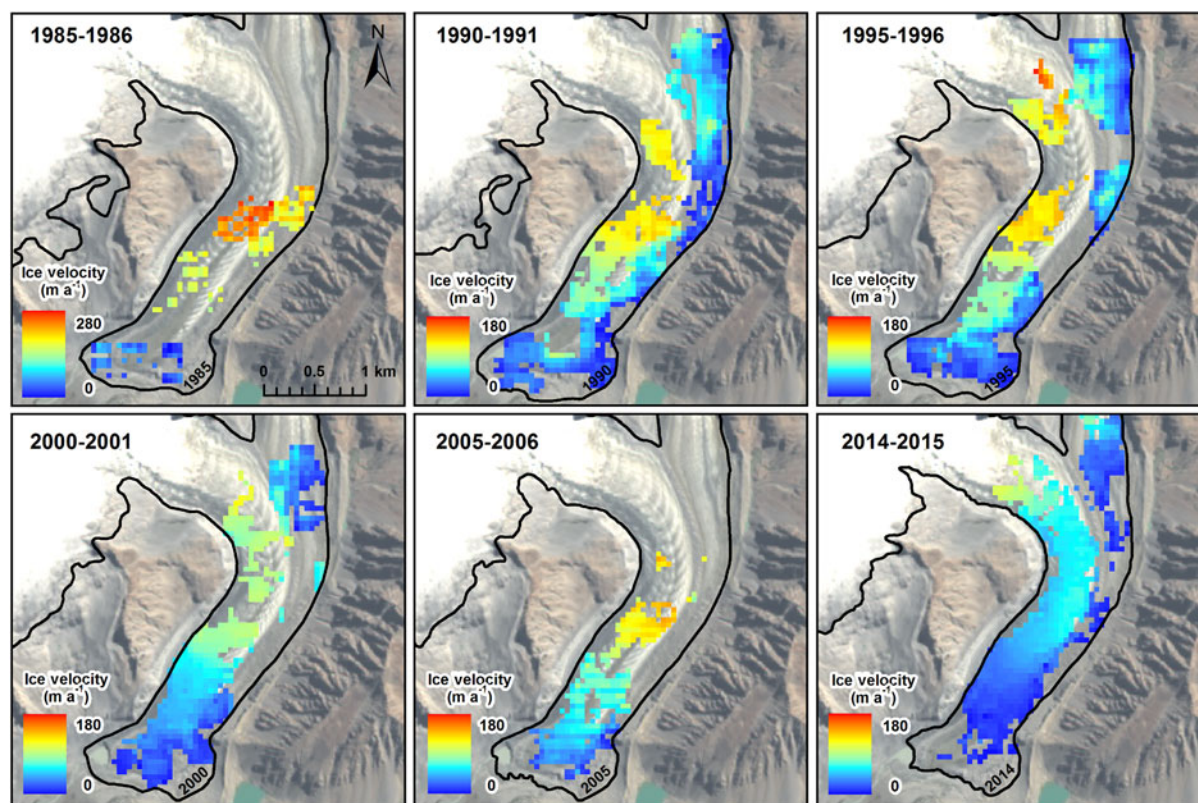 1985-1986
N
Ice velocity
(m a⁻¹)
280
0
1985
0 0.5 1 km
1990-1991
Ice velocity
(m a⁻¹)
180
0
1990
1995-1996
Ice velocity
(m a⁻¹)
180
0
1995
2000-2001
Ice velocity
(m a⁻¹)
180
0
2000
2005-2006
Ice velocity
(m a⁻¹)
180
0
2005
2014-2015
Ice velocity
(m a⁻¹)
180
0
2014